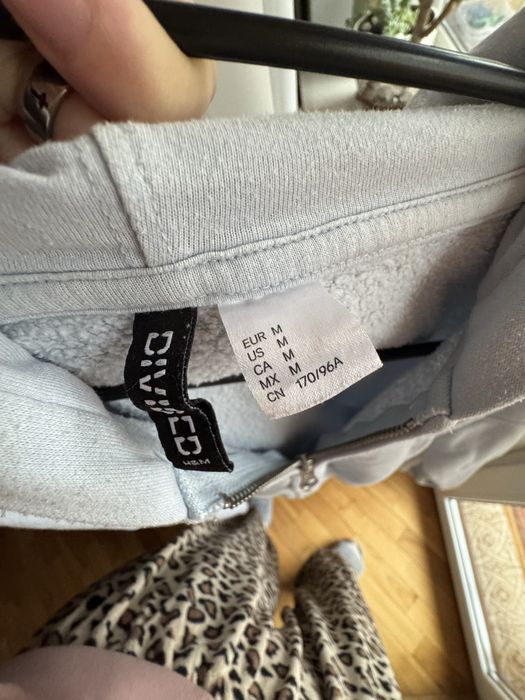 DIVIDED
H&M
EUR M
US M
CA M
MX M
CN 170/96A